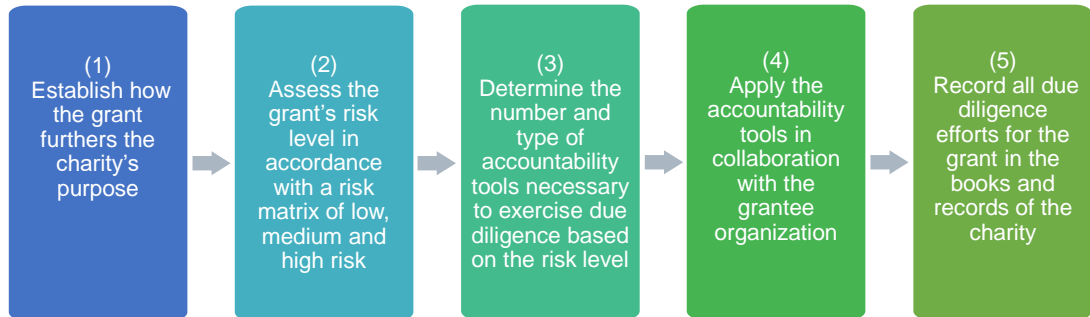 (1)
Establish how
the grant
furthers the
charity's
purpose
(2)
Assess the
grant's risk
level in
accordance
with a risk
matrix of low,
medium and
high risk
(3)
Determine the
number and
type of
accountability
tools necessary
to exercise due
diligence based
on the risk level
(4)
Apply the
accountability
tools in
collaboration
with the
grantee
organization
(5)
Record all due
diligence
efforts for the
grant in the
books and
records of the
charity